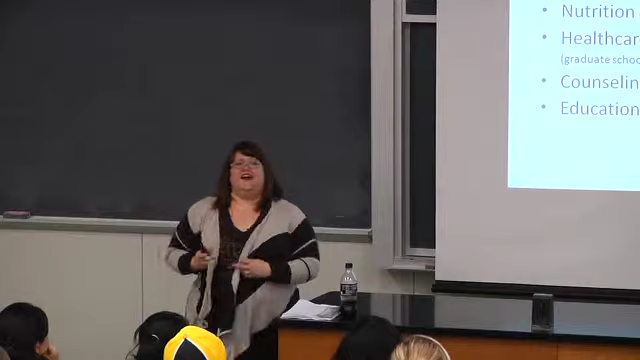 • Nutrition
• Healthcar
(graduate schoo
• Counselin
• Education